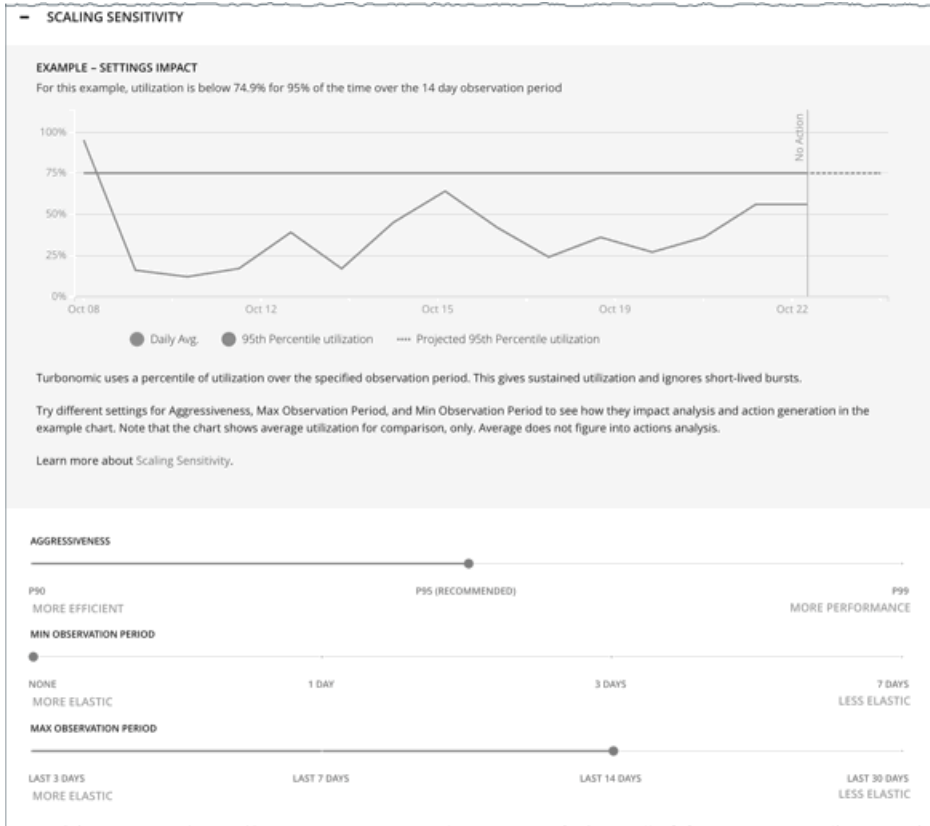 SCALING SENSITIVITY
EXAMPLE – SETTINGS IMPACT
For this example, utilization is below 74.9% for 95% of the time over the 14 day observation period
100%
No Action
75%
50%
25%
0%
Oct 08 Oct 12 Oct 15 Oct 19 Oct 22
Daily Avg. 95th Percentile utilization Projected 95th Percentile utilization
Turbonomic uses a percentile of utilization over the specified observation period. This gives sustained utilization and ignores short-lived bursts.
Try different settings for Aggressiveness, Max Observation Period, and Min Observation Period to see how they impact analysis and action generation in the
example chart. Note that the chart shows average utilization for comparison, only. Average does not figure into actions analysis.
Learn more about Scaling Sensitivity.
AGGRESSIVENESS
P90 P95 (RECOMMENDED) P99
MORE EFFICIENT MORE PERFORMANCE
MIN OBSERVATION PERIOD
NONE 1 DAY 3 DAYS 7 DAYS
MORE ELASTIC LESS ELASTIC
MAX OBSERVATION PERIOD
LAST 3 DAYS LAST 7 DAYS LAST 14 DAYS LAST 30 DAYS
MORE ELASTIC LESS ELASTIC